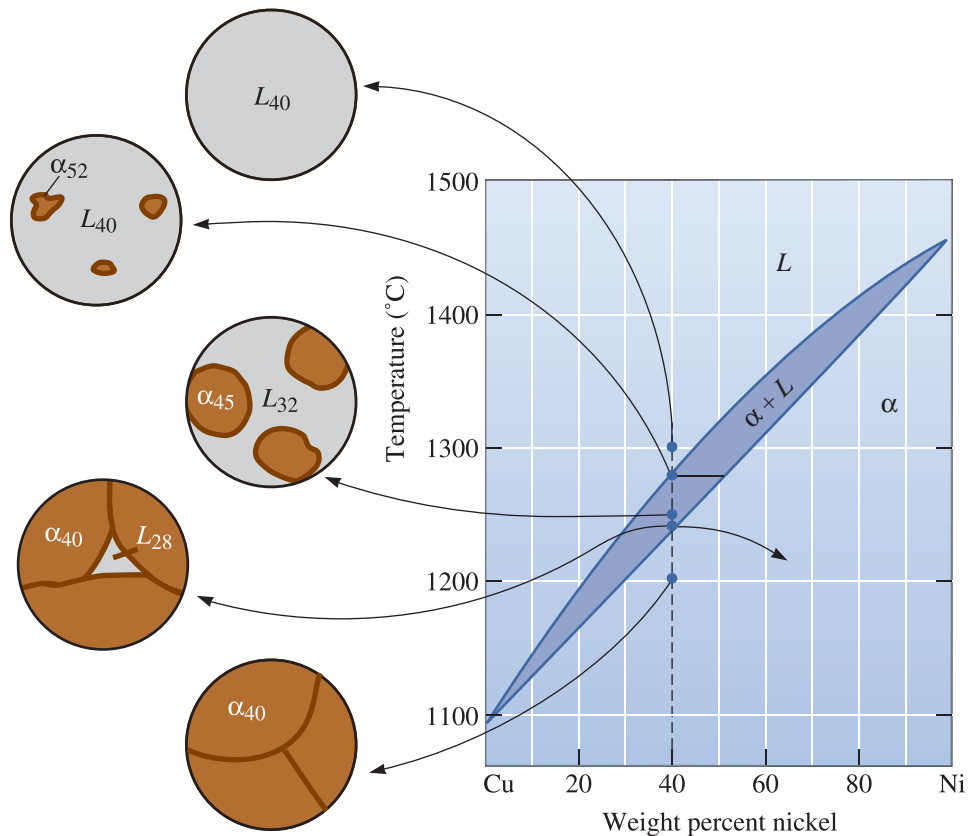 L40
α52
L40
α45
L32
α40
L28
α40
Temperature (°C)
1500
1400
1300
1200
1100
L
α + L
α
Cu 20 40 60 80 Ni
Weight percent nickel